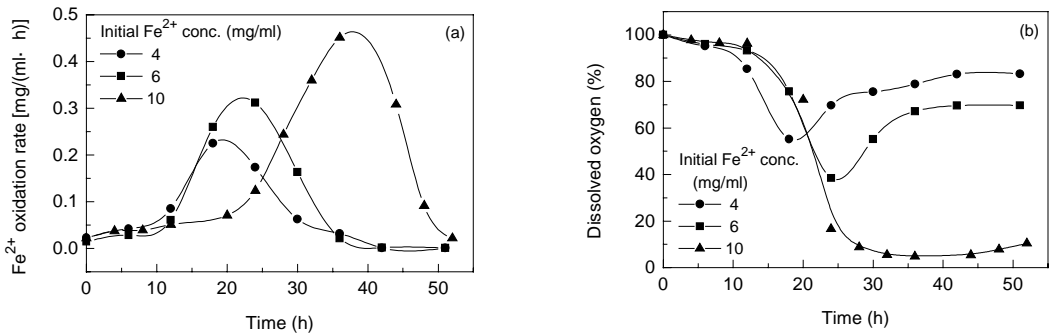 (a)
Initial Fe²⁺ conc. (mg/ml)
4
6
10
Fe²⁺ oxidation rate [mg/(ml· h)]
0.5
0.4
0.3
0.2
0.1
0.0
0 10 20 30 40 50
Time (h)
(b)
Dissolved oxygen (%)
100
80
60
40
20
0
Initial Fe²⁺ conc.
(mg/ml)
4
6
10
0 10 20 30 40 50
Time (h)